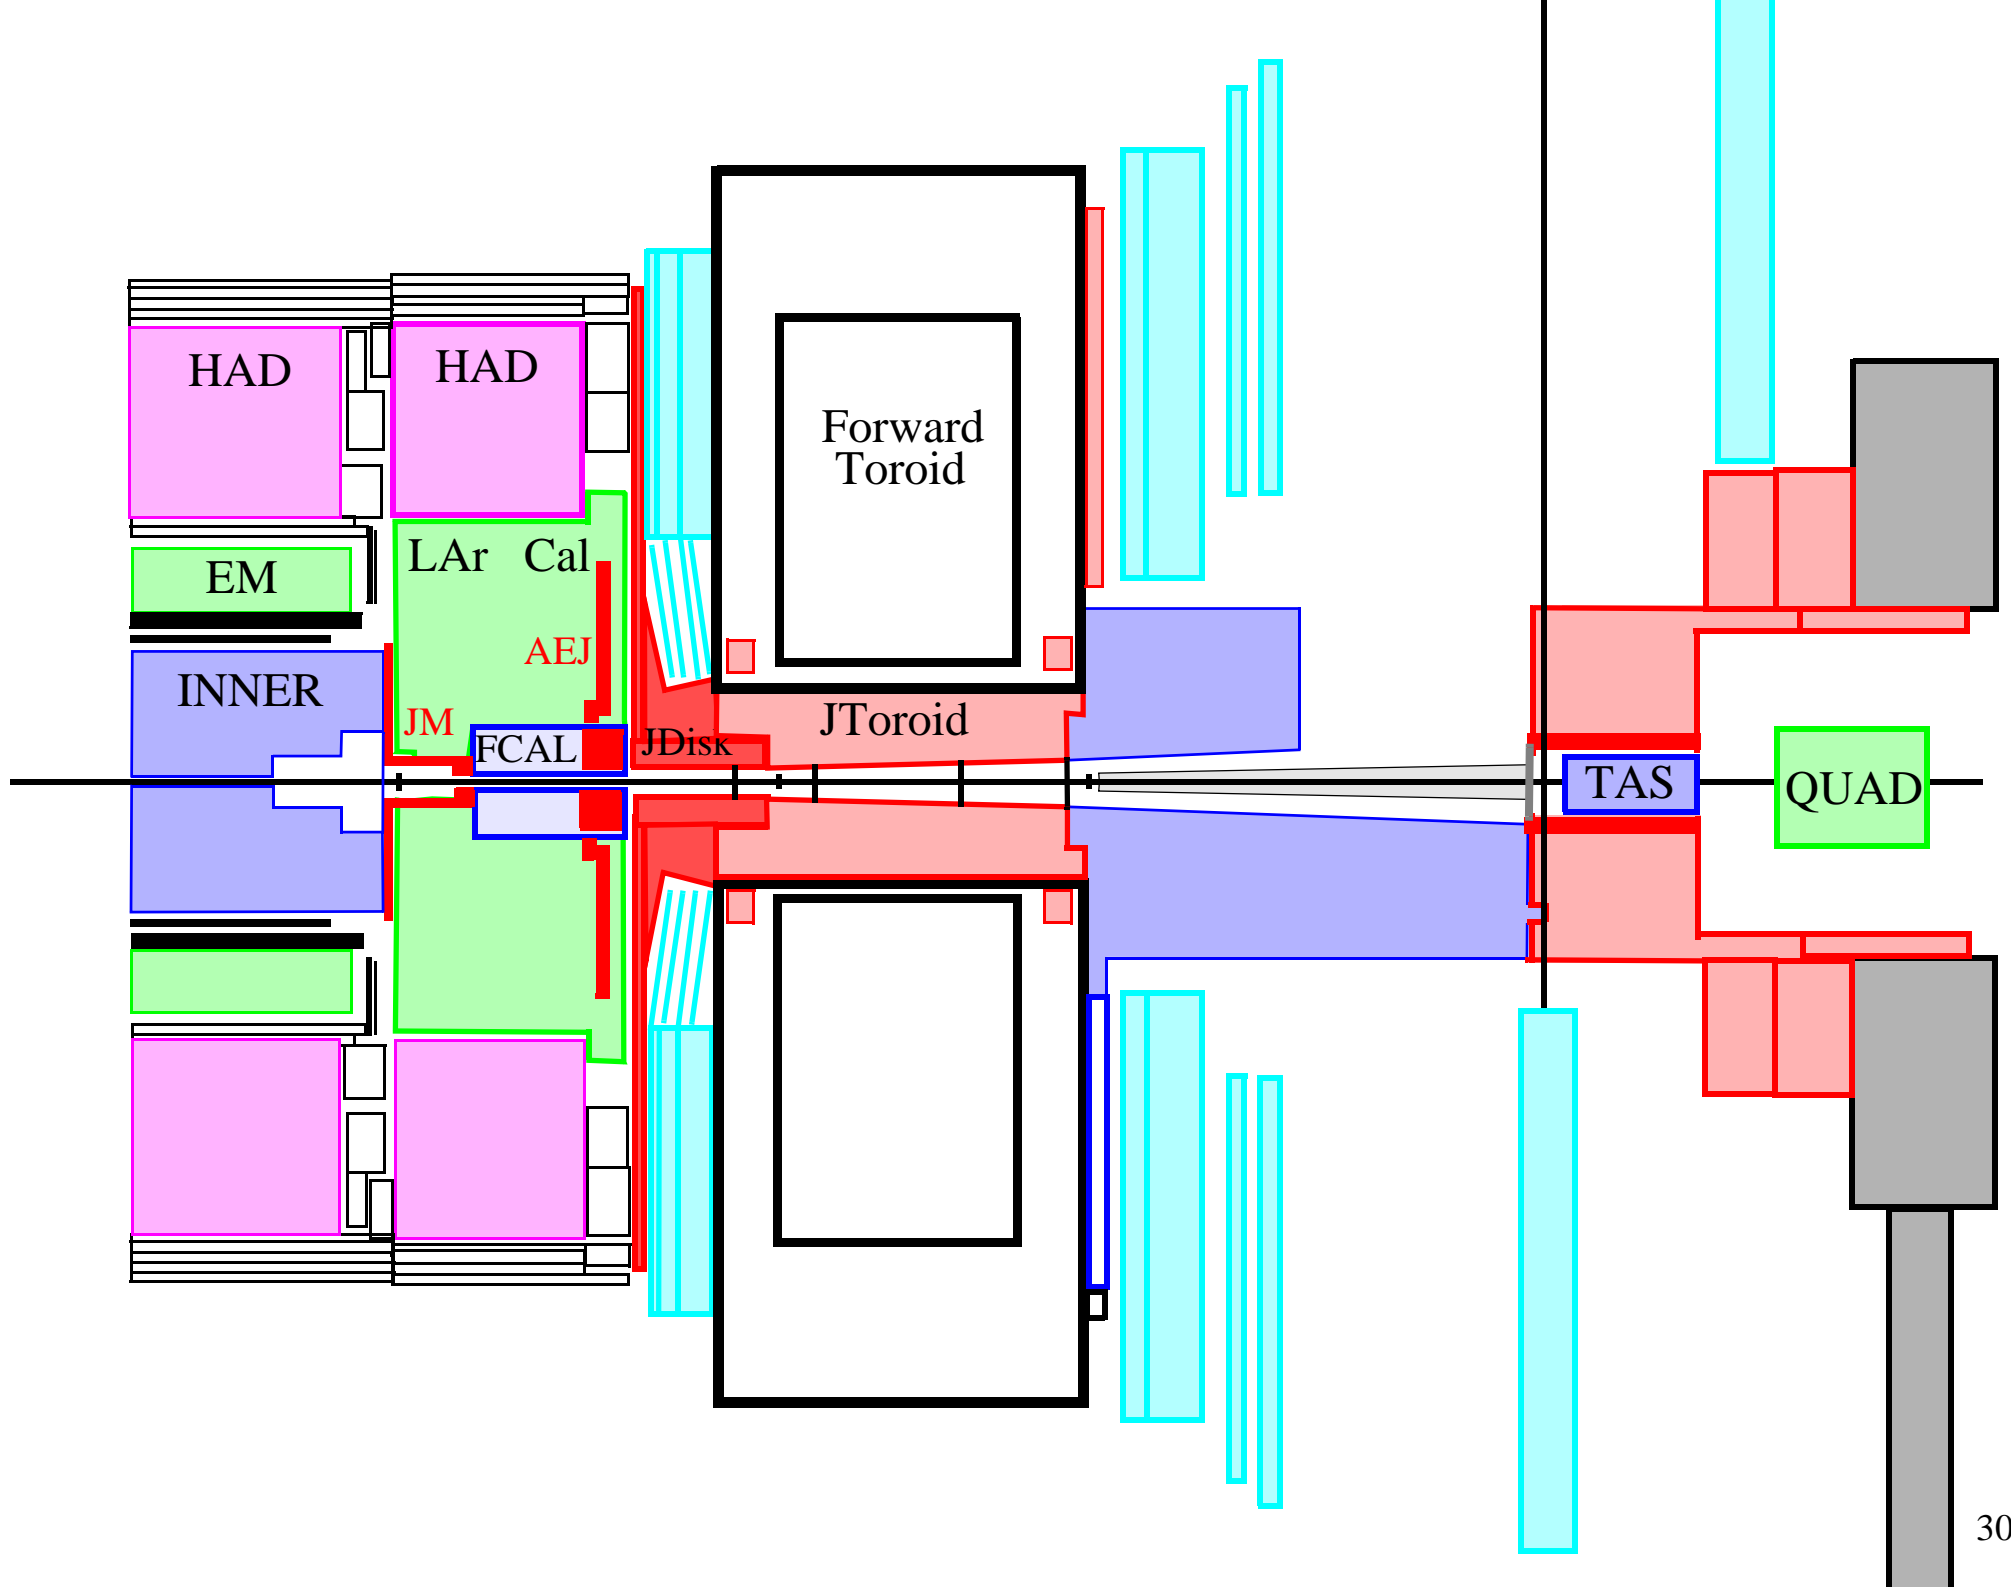 HAD
HAD
Forward
Toroid
LAr Cal
EM
AEJ
INNER
JM
JToroid
FCAL
JDisk
TAS
QUAD
30